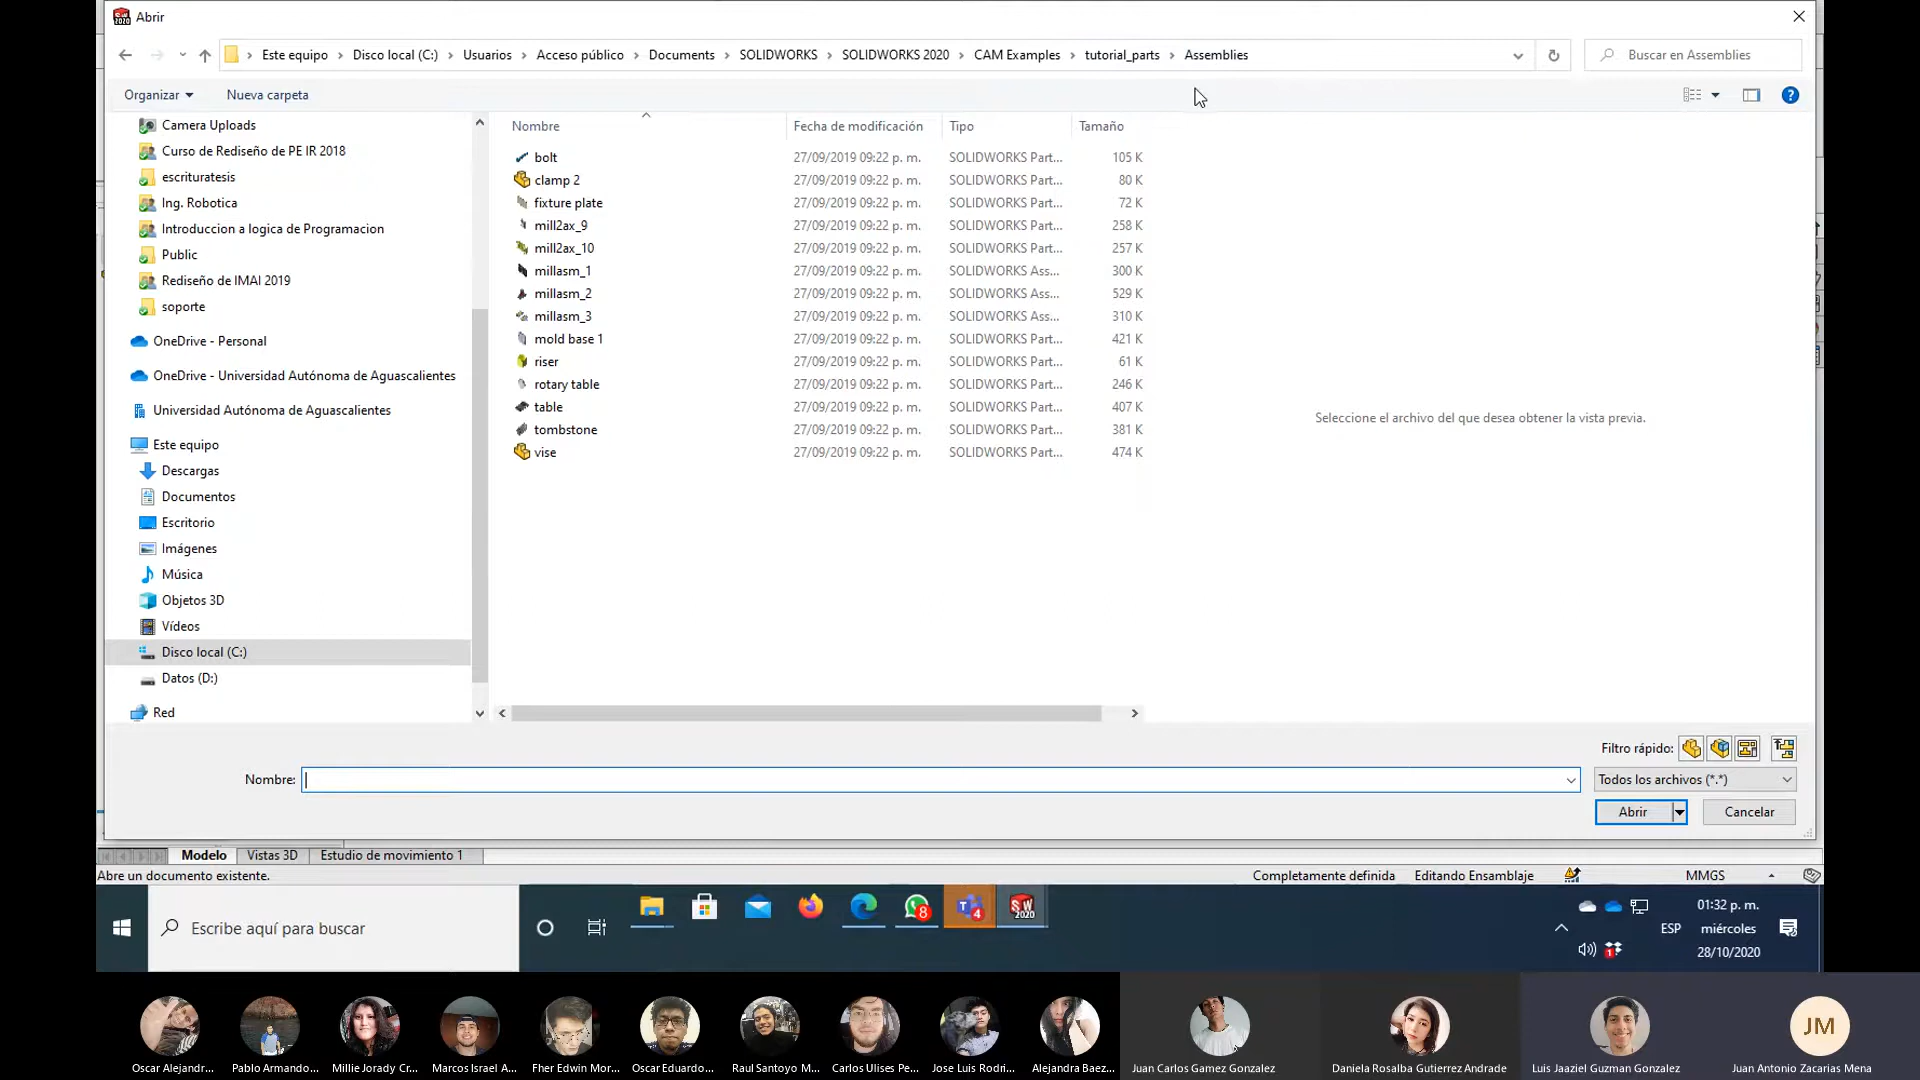 Abrir
Este equipo > Disco local (C:) > Usuarios > Acceso público > Documents > SOLIDWORKS > SOLIDWORKS 2020 > CAM Examples > tutorial_parts > Assemblies
Buscar en Assemblies
Organizar
Nueva carpeta
Camera Uploads
Curso de Rediseño de PE IR 2018
escrituratesis
Ing. Robotica
Introduccion a logica de Programacion
Public
Rediseño de IMAI 2019
soporte
OneDrive - Personal
OneDrive - Universidad Autónoma de Aguascalientes
Universidad Autónoma de Aguascalientes
Este equipo
Descargas
Documentos
Escritorio
Imágenes
Música
Objetos 3D
Vídeos
Disco local (C:)
Datos (D:)
Red
Nombre Fecha de modificación Tipo Tamaño
bolt 27/09/2019 09:22 p. m. SOLIDWORKS Part... 105 K
clamp 2 27/09/2019 09:22 p. m. SOLIDWORKS Part... 80 K
fixture plate 27/09/2019 09:22 p. m. SOLIDWORKS Part... 72 K
mill2ax_9 27/09/2019 09:22 p. m. SOLIDWORKS Part... 258 K
mill2ax_10 27/09/2019 09:22 p. m. SOLIDWORKS Part... 257 K
millasm_1 27/09/2019 09:22 p. m. SOLIDWORKS Ass... 300 K
millasm_2 27/09/2019 09:22 p. m. SOLIDWORKS Ass... 529 K
millasm_3 27/09/2019 09:22 p. m. SOLIDWORKS Ass... 310 K
mold base 1 27/09/2019 09:22 p. m. SOLIDWORKS Part... 421 K
riser 27/09/2019 09:22 p. m. SOLIDWORKS Part... 61 K
rotary table 27/09/2019 09:22 p. m. SOLIDWORKS Part... 246 K
table 27/09/2019 09:22 p. m. SOLIDWORKS Part... 407 K
tombstone 27/09/2019 09:22 p. m. SOLIDWORKS Part... 381 K
vise 27/09/2019 09:22 p. m. SOLIDWORKS Part... 474 K
Seleccione el archivo del que desea obtener la vista previa.
Filtro rápido:
Nombre:
Todos los archivos (*.*)
Abrir
Cancelar
Modelo Vistas 3D Estudio de movimiento 1
Abre un documento existente.
Completamente definida Editando Ensamblaje MMGS
Escribe aquí para buscar
8
4
SW 2020
ESP
1
01:32 p. m.
miércoles
28/10/2020
JM
Oscar Alejandr...
Pablo Armando...
Millie Jorady Cr...
Marcos Israel A...
Fher Edwin Mor...
Oscar Eduardo...
Raul Santoyo M...
Carlos Ulises Pe...
Jose Luis Rodri...
Alejandra Baez...
Juan Carlos Gamez Gonzalez
Daniela Rosalba Gutierrez Andrade
Luis Jaaziel Guzman Gonzalez
Juan Antonio Zacarias Mena